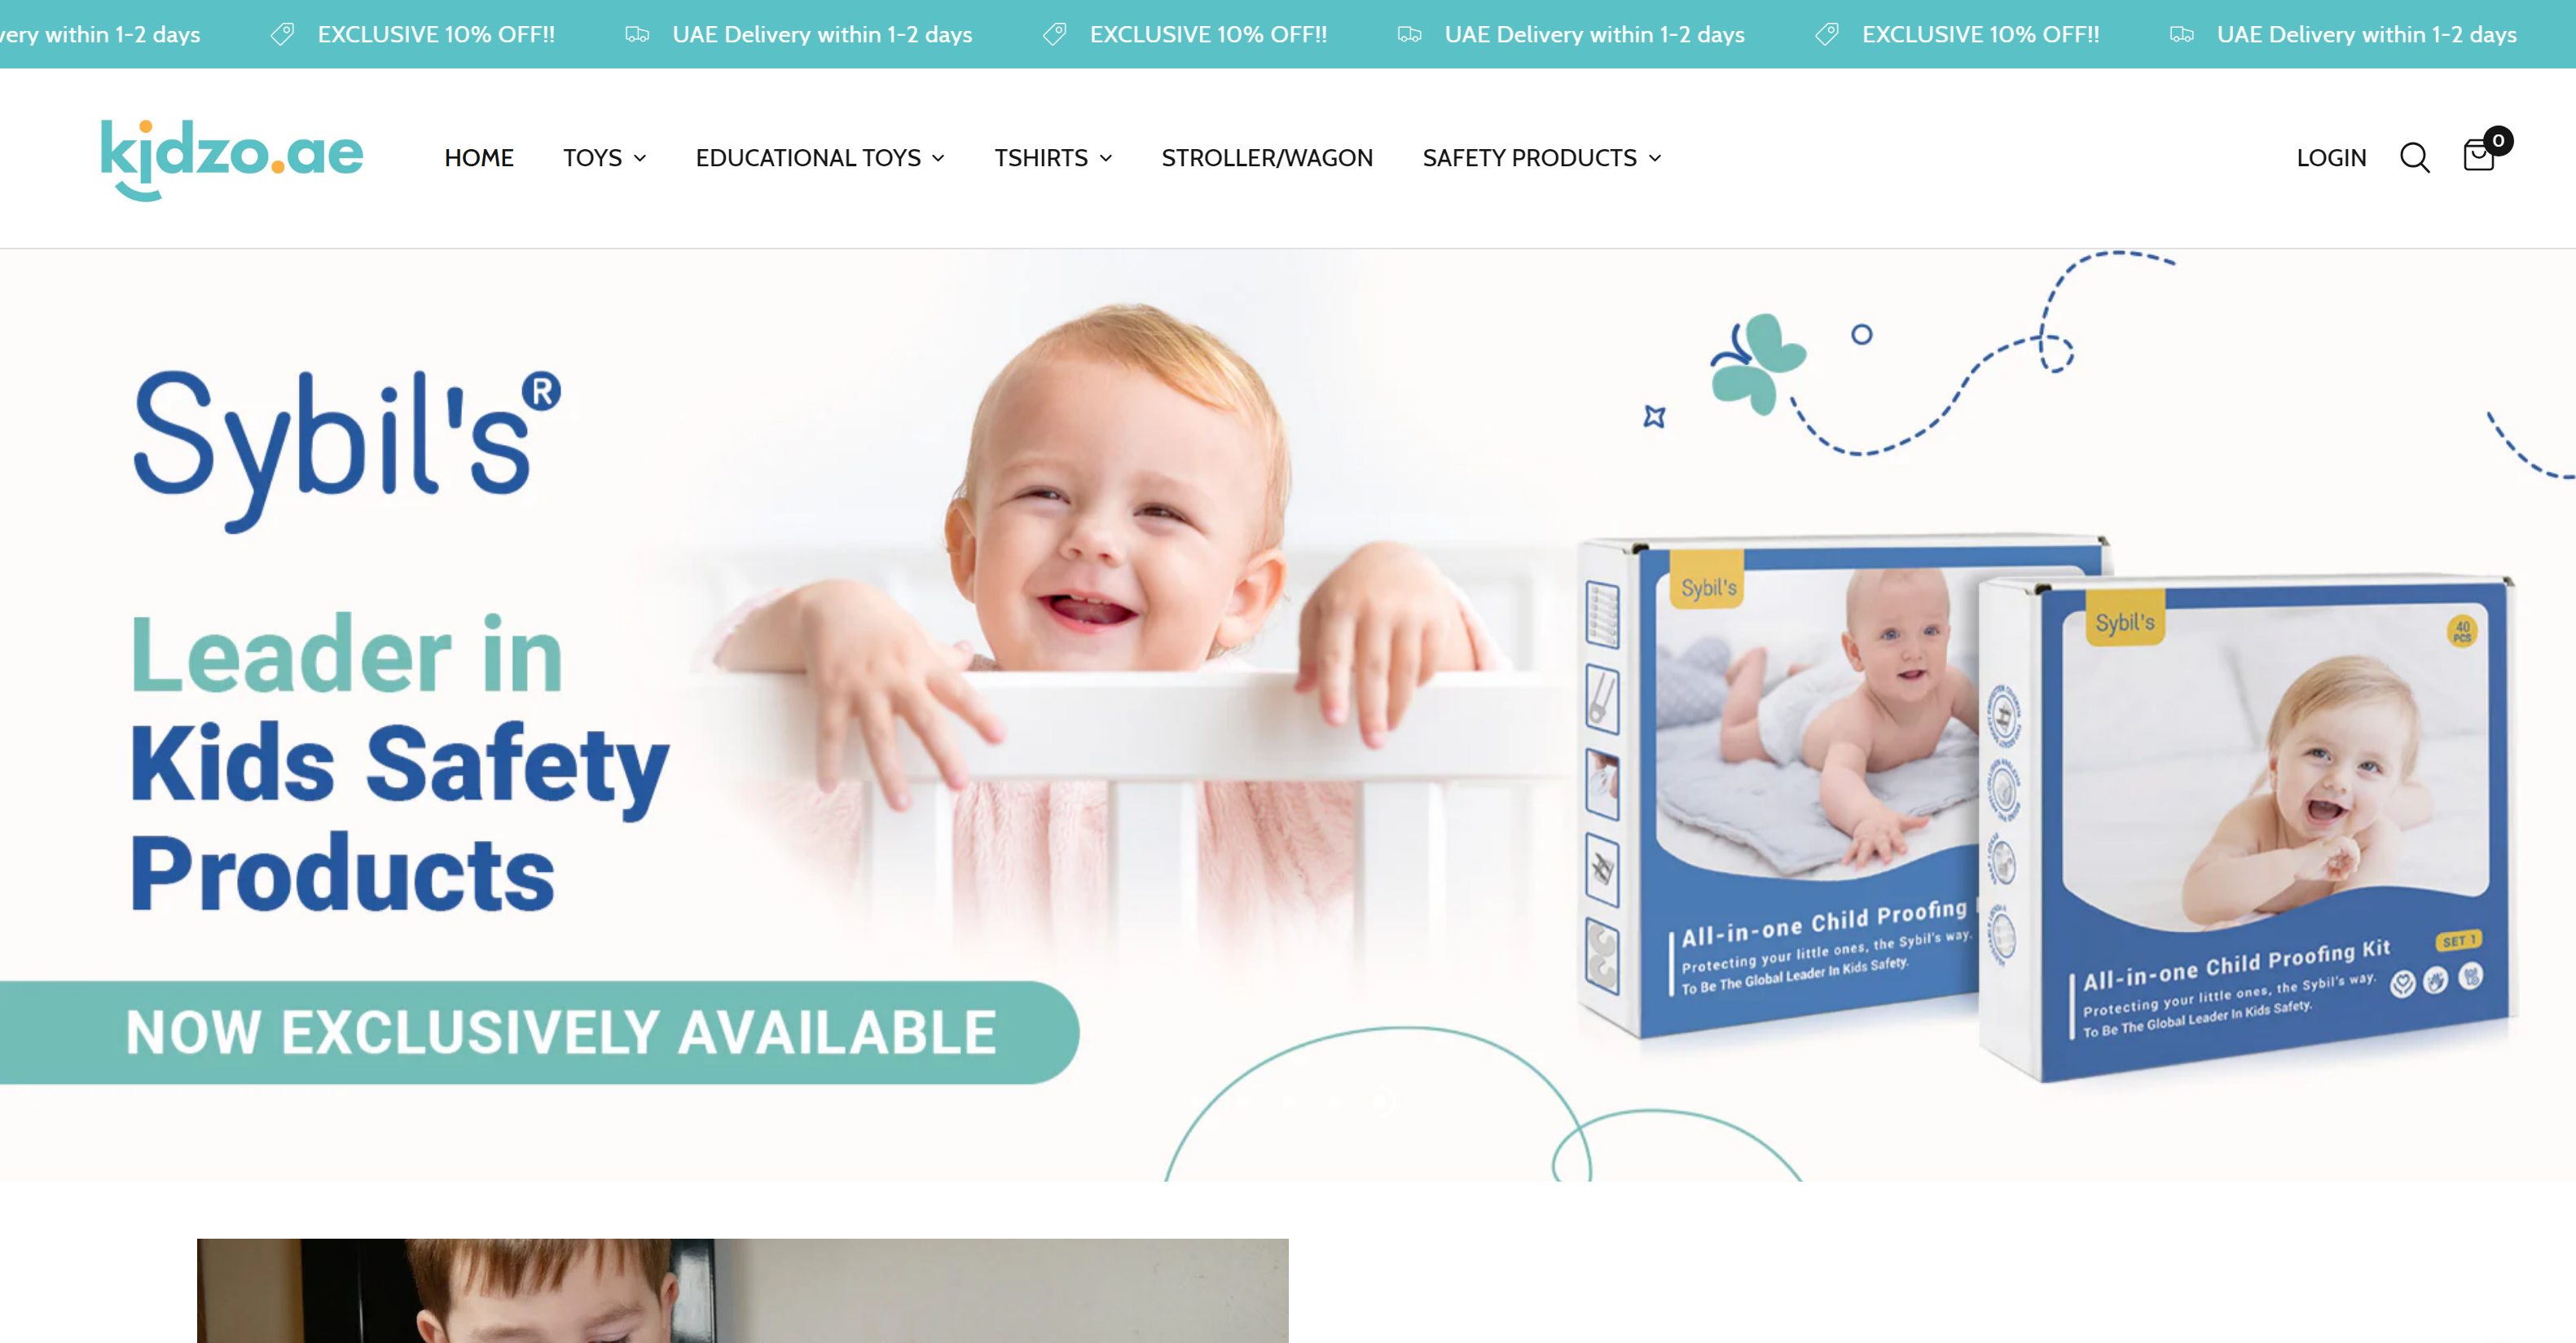 very within 1-2 days EXCLUSIVE 10% OFF!! UAE Delivery within 1-2 days EXCLUSIVE 10% OFF!! UAE Delivery within 1-2 days EXCLUSIVE 10% OFF!! UAE Delivery within 1-2 days
kidzo.ae HOME TOYS EDUCATIONAL TOYS TSHIRTS STROLLER/WAGON SAFETY PRODUCTS LOGIN 0
Sybil's®
Leader in
Kids Safety
Products
NOW EXCLUSIVELY AVAILABLE
Sybil's
All-in-one Child Proofing
Protecting your little ones, the Sybil's way.
To Be The Global Leader In Kids Safety.
Sybil's
40
PCS
SET 1
All-in-one Child Proofing Kit
Protecting your little ones, the Sybil's way.
To Be The Global Leader In Kids Safety.